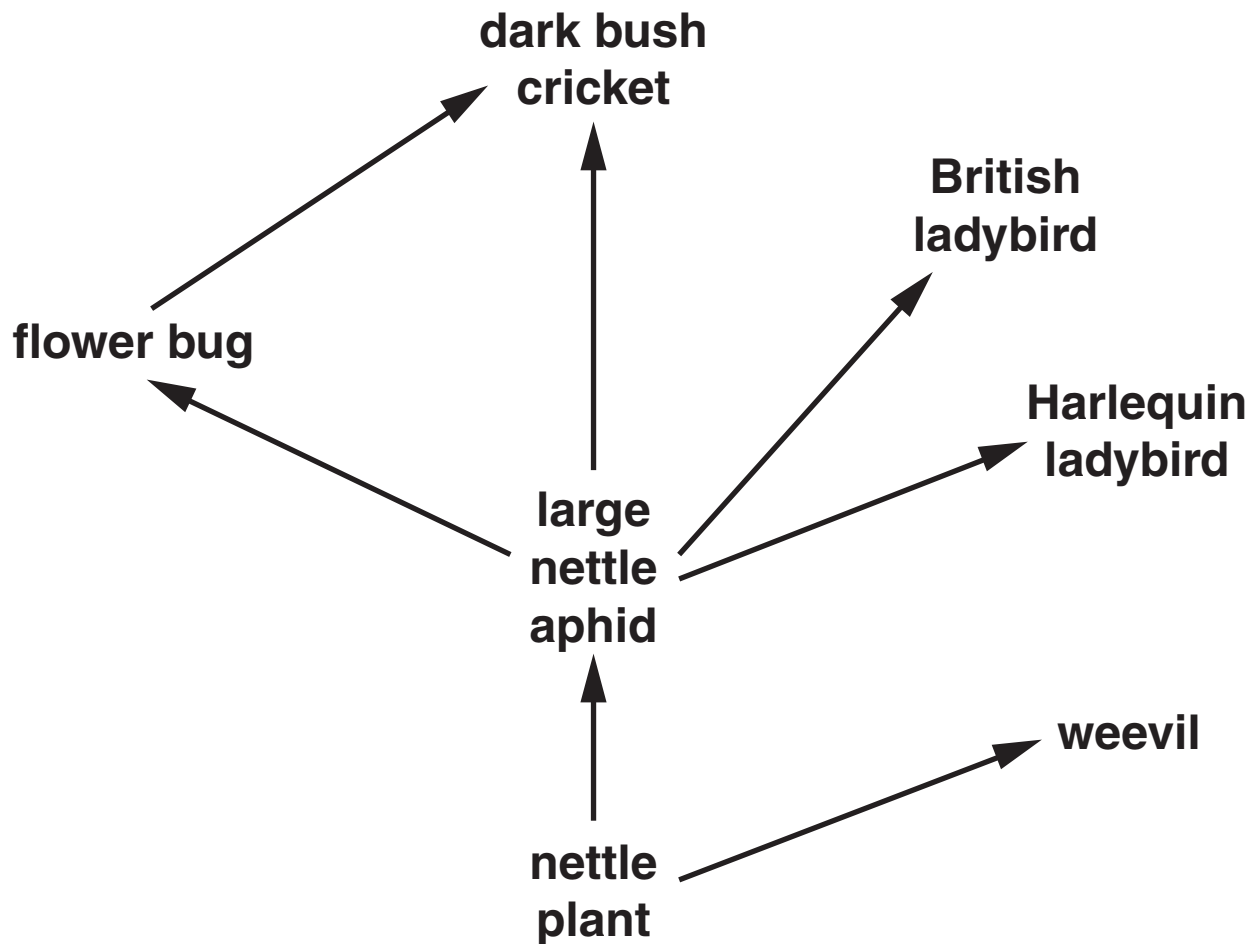 dark bush
cricket
British
ladybird
flower bug
Harlequin
ladybird
large
nettle
aphid
weevil
nettle
plant